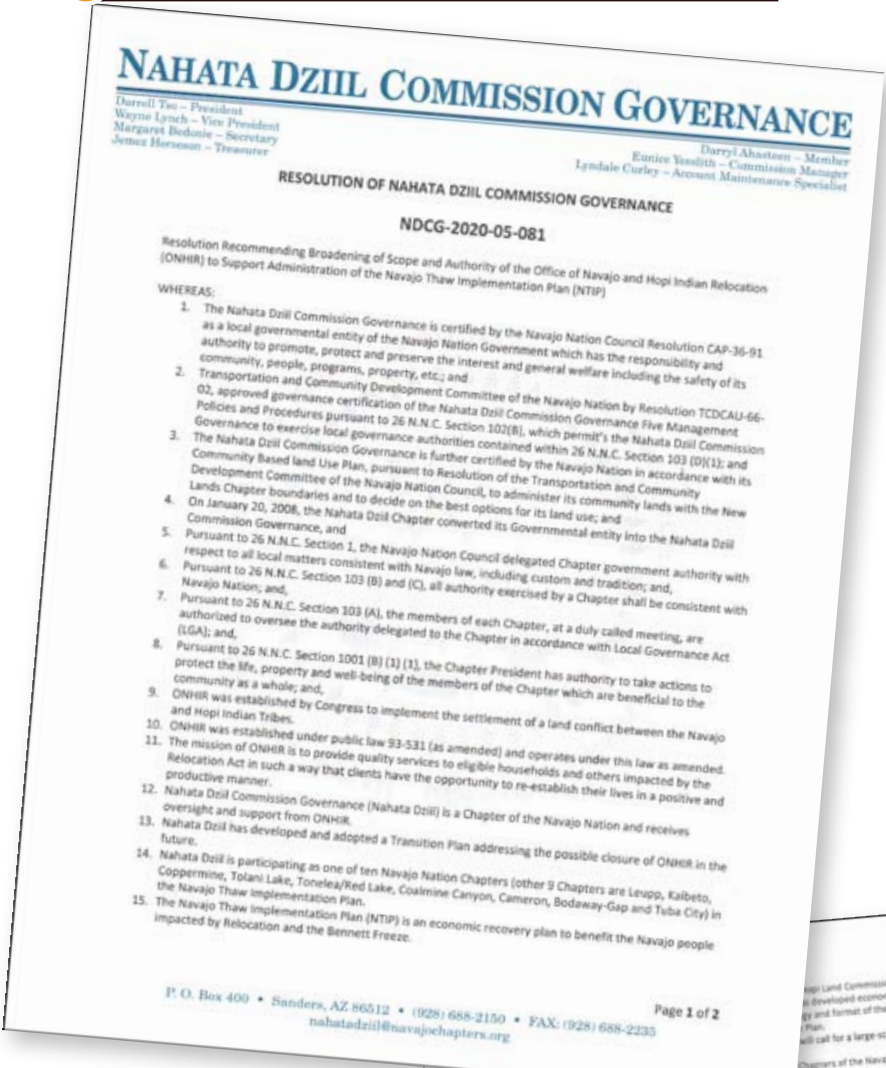 NAHATA DZIIL COMMISSION GOVERNANCE
Darrell Tso – President
Wayne Lynch – Vice President
Margaret Bedonie – Secretary
Jemez Horseson – Treasurer
Darryl Ahasteen – Member
Eunice Yesslith – Commission Manager
Lyndale Curley – Account Maintenance Specialist
RESOLUTION OF NAHATA DZIIL COMMISSION GOVERNANCE
NDCG-2020-05-081
Resolution Recommending Broadening of Scope and Authority of the Office of Navajo and Hopi Indian Relocation
(ONHIR) to Support Administration of the Navajo Thaw Implementation Plan (NTIP)
WHEREAS:
1. The Nahata Dziil Commission Governance is certified by the Navajo Nation Council Resolution CAP-36-91
as a local governmental entity of the Navajo Nation Government which has the responsibility and
authority to promote, protect and preserve the interest and general welfare including the safety of its
community, people, programs, property, etc.; and
2. Transportation and Community Development Committee of the Navajo Nation by Resolution TCDCAU-66-
02, approved governance certification of the Nahata Dziil Commission Governance Five Management
Policies and Procedures pursuant to 26 N.N.C. Section 102(B), which permit's the Nahata Dziil Commission
Governance to exercise local governance authorities contained within 26 N.N.C. Section 103 (D)(1); and
3. The Nahata Dziil Commission Governance is further certified by the Navajo Nation in accordance with its
Community Based land Use Plan, pursuant to Resolution of the Transportation and Community
Development Committee of the Navajo Nation Council, to administer its community lands with the New
Lands Chapter boundaries and to decide on the best options for its land use; and
4. On January 20, 2008, the Nahata Dziil Chapter converted its Governmental entity into the Nahata Dziil
Commission Governance, and
5. Pursuant to 26 N.N.C. Section 1, the Navajo Nation Council delegated Chapter government authority with
respect to all local matters consistent with Navajo law, including custom and tradition; and,
6. Pursuant to 26 N.N.C. Section 103 (B) and (C), all authority exercised by a Chapter shall be consistent with
Navajo Nation; and,
7. Pursuant to 26 N.N.C. Section 103 (A), the members of each Chapter, at a duly called meeting, are
authorized to oversee the authority delegated to the Chapter in accordance with Local Governance Act
(LGA); and,
8. Pursuant to 26 N.N.C. Section 1001 (B) (1) (1), the Chapter President has authority to take actions to
protect the life, property and well-being of the members of the Chapter which are beneficial to the
community as a whole; and,
9. ONHIR was established by Congress to implement the settlement of a land conflict between the Navajo
and Hopi Indian Tribes.
10. ONHIR was established under public law 93-531 (as amended) and operates under this law as amended.
11. The mission of ONHIR is to provide quality services to eligible households and others impacted by the
Relocation Act in such a way that clients have the opportunity to re-establish their lives in a positive and
productive manner.
12. Nahata Dziil Commission Governance (Nahata Dziil) is a Chapter of the Navajo Nation and receives
oversight and support from ONHIR.
13. Nahata Dziil has developed and adopted a Transition Plan addressing the possible closure of ONHIR in the
future.
14. Nahata Dziil is participating as one of ten Navajo Nation Chapters (other 9 Chapters are Leupp, Kaibeto,
Coppermine, Tolani Lake, Tonelea/Red Lake, Coalmine Canyon, Cameron, Bodaway-Gap and Tuba City) in
the Navajo Thaw Implementation Plan.
15. The Navajo Thaw Implementation Plan (NTIP) is an economic recovery plan to benefit the Navajo people
impacted by Relocation and the Bennett Freeze.
Page 1 of 2
P. O. Box 400 • Sanders, AZ 86512 • (928) 688-2150 • FAX: (928) 688-2235
nahatadziil@navajochapters.org
Land Commissi
developed econo
and format of the
Plan.
will call for a large-sc
Chapters of the Nava